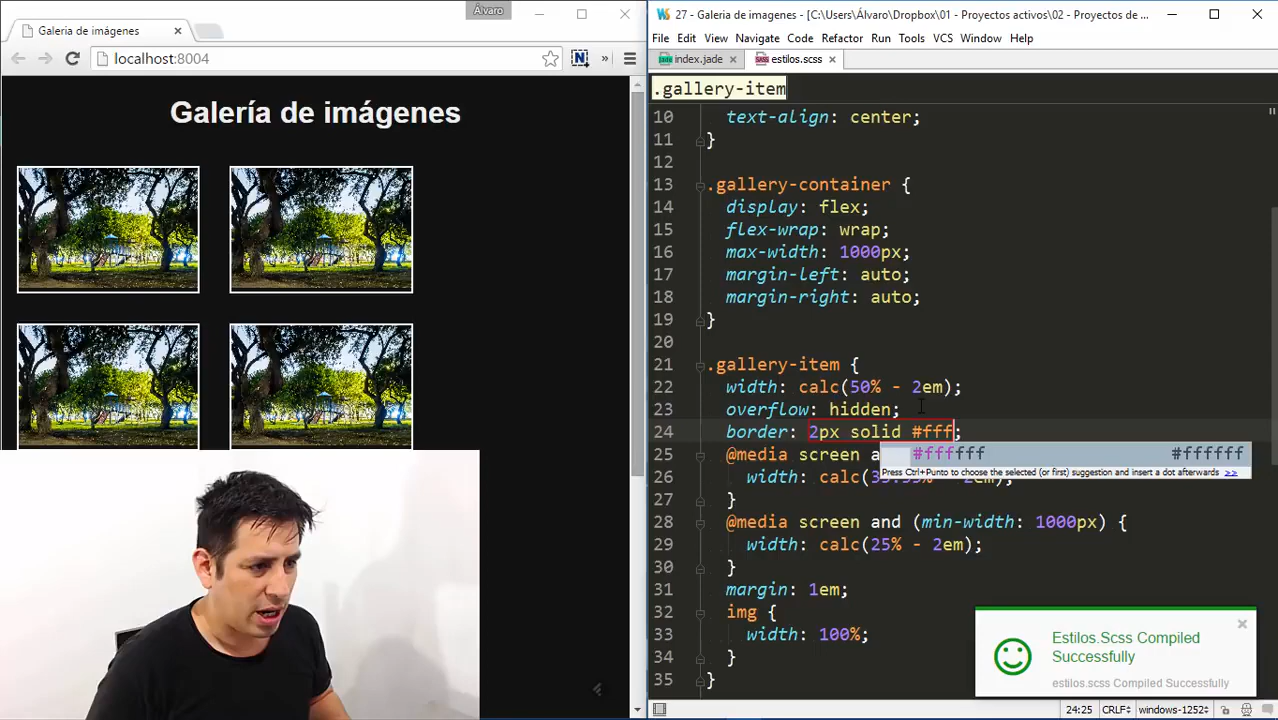 Álvaro
Galeria de imagenes
localhost:8004
Galería de imágenes
27 - Galeria de imagenes - [C:\Users\Álvaro\Dropbox\01 - Proyectos activos\02 - Proyectos de ...
File Edit View Navigate Code Refactor Run Tools VCS Window Help
index.jade estilos.scss
.gallery-item
10 text-align: center;
11 }
12
13 .gallery-container {
14 display: flex;
15 flex-wrap: wrap;
16 max-width: 1000px;
17 margin-left: auto;
18 margin-right: auto;
19 }
20
21 .gallery-item {
22 width: calc(50% - 2em);
23 overflow: hidden;
24 border: 2px solid #fff;
25 @media screen a
#ffffff #ffffff
Press Ctrl+Punto to choose the selected (or first) suggestion and insert a dot afterwards >>
26 width: calc(33.33% - 2em);
27 }
28 @media screen and (min-width: 1000px) {
29 width: calc(25% - 2em);
30 }
31 margin: 1em;
32 img {
33 width: 100%;
34 }
35 }
Estilos.Scss Compiled
Successfully
estilos.scss Compiled Successfully
24:25 CRLF windows-1252